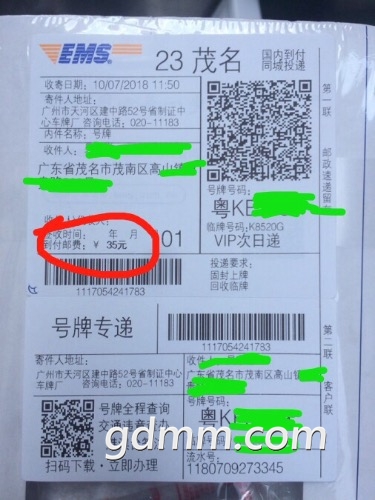 EMS
23 茂名
国内到付
同城投递
收寄日期: 10/07/2018 11:50
寄件人地址:
广州市天河区建中路52号省制证中
心车牌厂 咨询电话: 020-11183
内件名称: 号牌
收件人:
广东省茂名市茂南区高山镇
第一联
邮政速递留存
号牌号码:
粤KE
临牌号码: K8520G
VIP次日递
签收时间: 年 月
到付邮费: ¥ 35元
01
投递要求:
固封上牌
回收临牌
1117054241783
号牌专递
1117054241783
第二联
客户联
寄件人地址:
广州市天河区建中路52号省制证中心
车牌厂 咨询电话: 020-11183
收件人:
广东省茂名市茂南区高山镇
号牌号码:
粤K
号牌全程查询
交通违章
扫码下载·立即办理
流水号:
1180709273345
gdmm.com